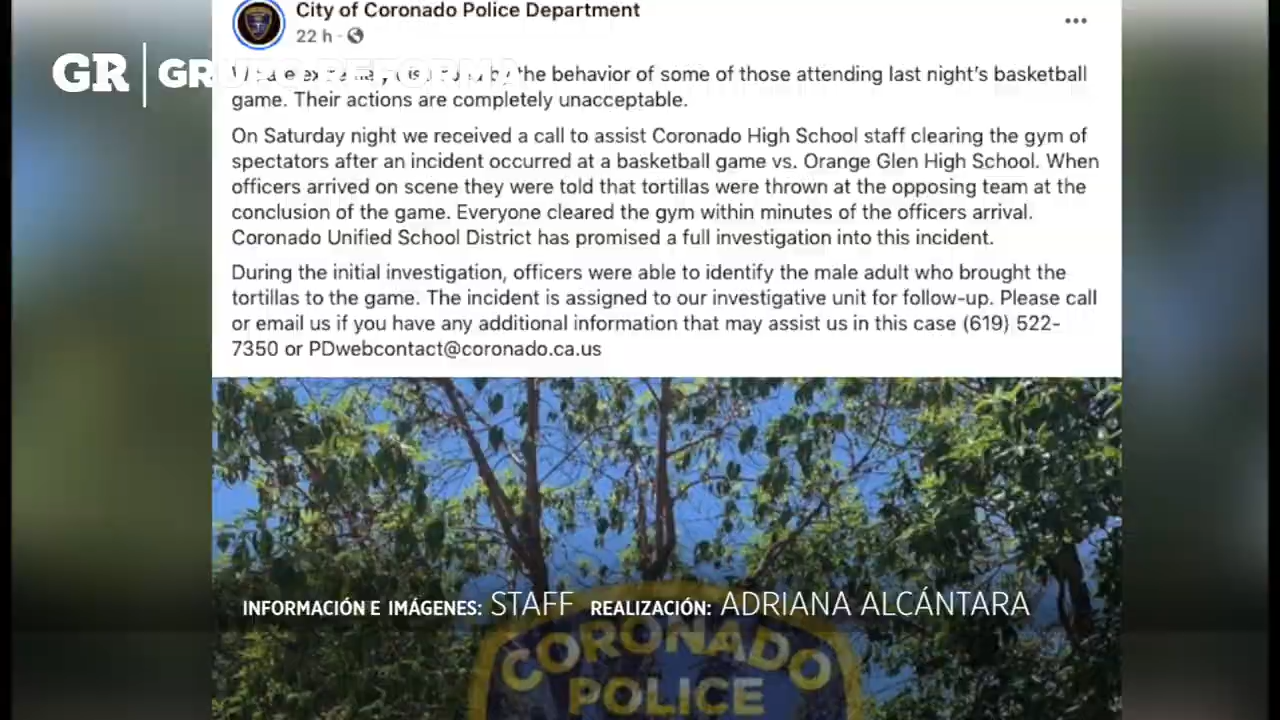 City of Coronado Police Department
22 h
GR GR
by the behavior of some of those attending last night's basketball
game. Their actions are completely unacceptable.
On Saturday night we received a call to assist Coronado High School staff clearing the gym of
spectators after an incident occurred at a basketball game vs. Orange Glen High School. When
officers arrived on scene they were told that tortillas were thrown at the opposing team at the
conclusion of the game. Everyone cleared the gym within minutes of the officers arrival.
Coronado Unified School District has promised a full investigation into this incident.
During the initial investigation, officers were able to identify the male adult who brought the
tortillas to the game. The incident is assigned to our investigative unit for follow-up. Please call
or email us if you have any additional information that may assist us in this case (619) 522-
7350 or PDwebcontact@coronado.ca.us
INFORMACIÓN E IMÁGENES: STAFF REALIZACIÓN: ADRIANA ALCÁNTARA
CORONADO
POLICE